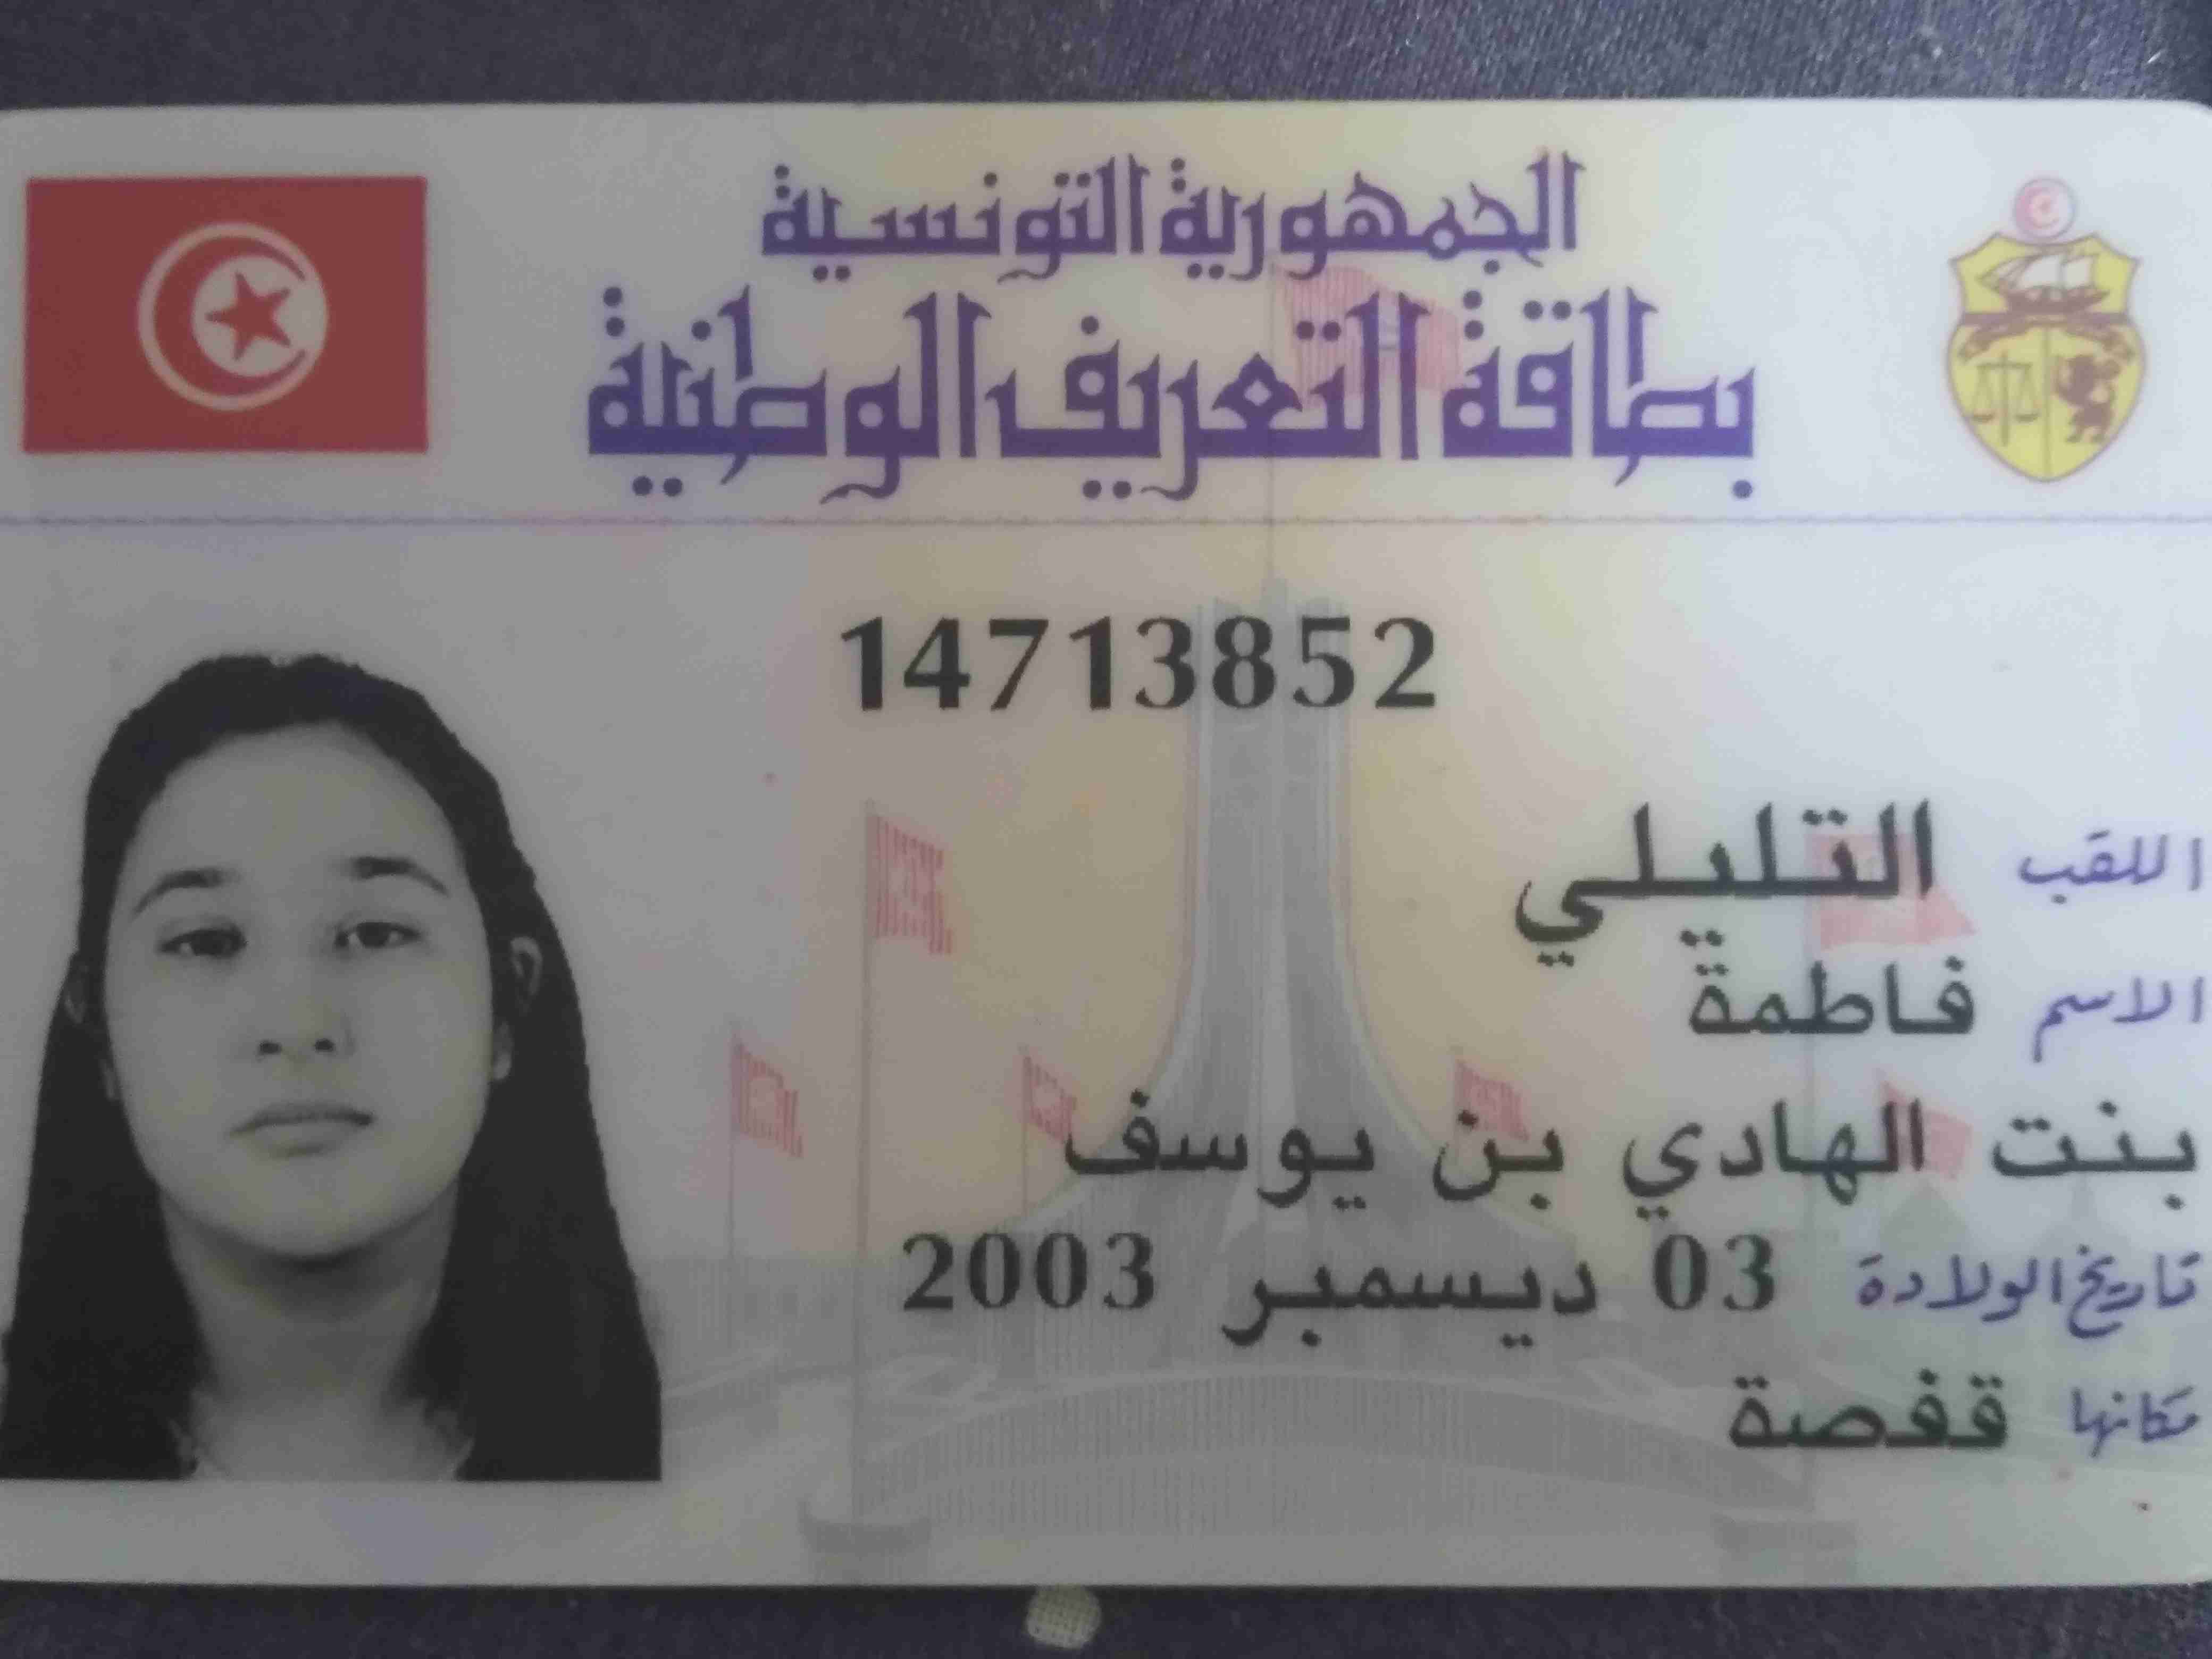 الجمهورية التونسية
بطاقة التعريف الوطنية
14713852
اللقب التليلي
الاسم فاطمة
بنت الهادي بن يوسف
تاريخ الولادة 03 ديسمبر 2003
مكانها قفصة